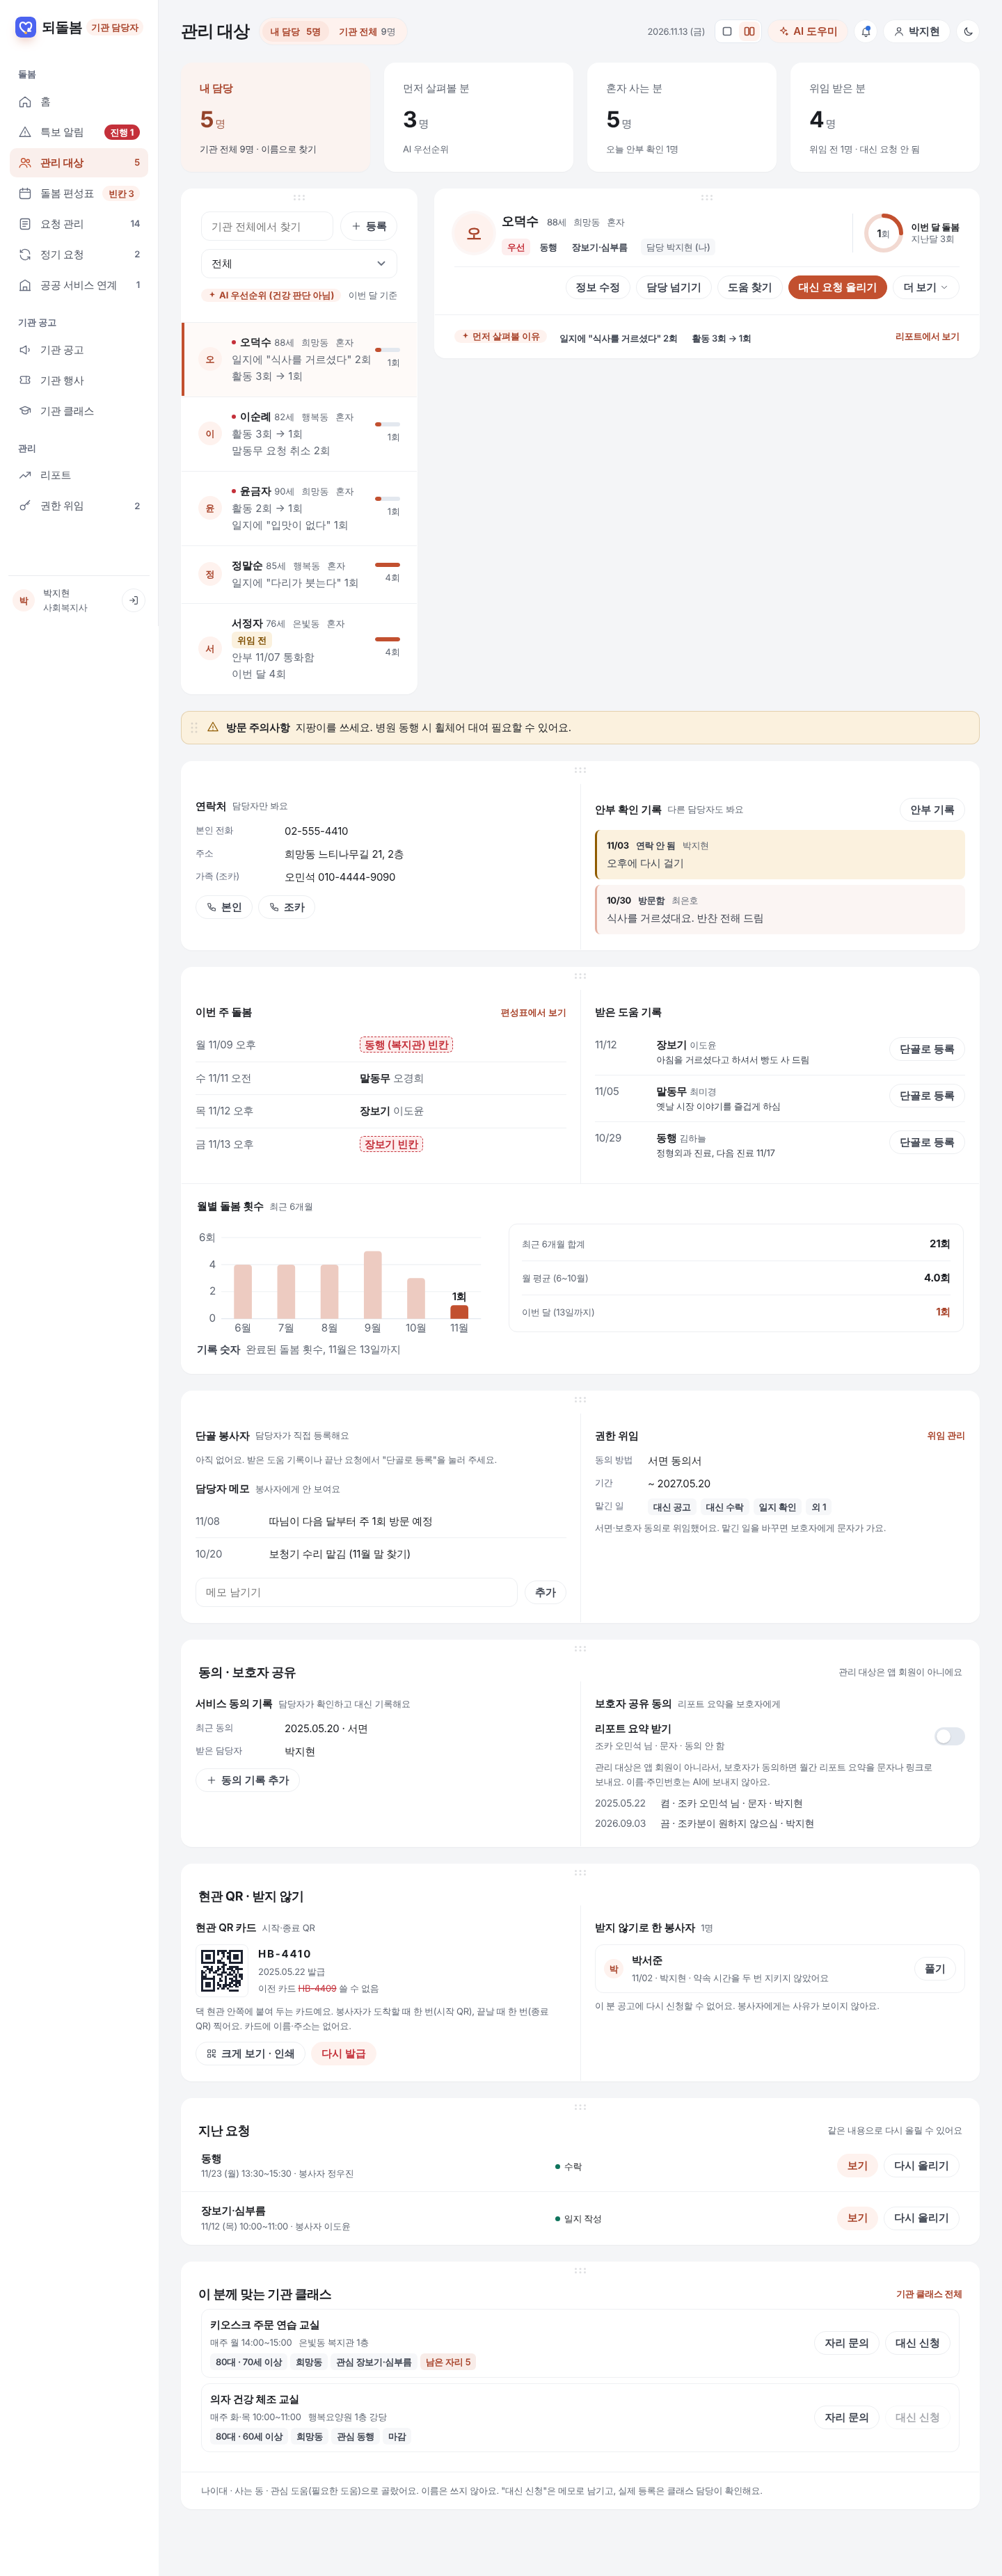 되돌봄 기관 담당자
돌봄
홈
특보 알림 진행 1
관리 대상 5
돌봄 편성표 빈칸 3
요청 관리 14
정기 요청 2
공공 서비스 연계 1
기관 공고
기관 공고
기관 행사
기관 클래스
관리
리포트
권한 위임 2
박 박지현
사회복지사
관리 대상 내 담당 5명 기관 전체 9명
2026.11.13 (금) AI 도우미 박지현
내 담당
5명
기관 전체 9명 · 이름으로 찾기
먼저 살펴볼 분
3명
AI 우선순위
혼자 사는 분
5명
오늘 안부 확인 1명
위임 받은 분
4명
위임 전 1명 · 대신 요청 안 됨
기관 전체에서 찾기 + 등록
전체
AI 우선순위 (건강 판단 아님) 이번 달 기준
오 오덕수 88세 희망동 혼자
일지에 "식사를 거르셨다" 2회
활동 3회 → 1회
1회
이 이순례 82세 행복동 혼자
활동 3회 → 1회
말동무 요청 취소 2회
1회
윤 윤금자 90세 희망동 혼자
활동 2회 → 1회
일지에 "입맛이 없다" 1회
1회
정 정말순 85세 행복동 혼자
일지에 "다리가 붓는다" 1회
4회
서 서정자 76세 은빛동 혼자
위임 전
안부 11/07 통화함
이번 달 4회
4회
오 오덕수 88세 희망동 혼자
우선 동행 장보기·심부름 담당 박지현 (나)
1회 이번 달 돌봄
지난달 3회
정보 수정 담당 넘기기 도움 찾기 대신 요청 올리기 더 보기
먼저 살펴볼 이유 일지에 "식사를 거르셨다" 2회 활동 3회 → 1회 리포트에서 보기
방문 주의사항 지팡이를 쓰세요. 병원 동행 시 휠체어 대여 필요할 수 있어요.
연락처 담당자만 봐요
본인 전화 02-555-4410
주소 희망동 느티나무길 21, 2층
가족 (조카) 오민석 010-4444-9090
본인 조카
안부 확인 기록 다른 담당자도 봐요 안부 기록
11/03 연락 안 됨 박지현
오후에 다시 걸기
10/30 방문함 최은호
식사를 거르셨대요. 반찬 전해 드림
이번 주 돌봄 편성표에서 보기
월 11/09 오후 동행 (복지관) 빈칸
수 11/11 오전 말동무 오경희
목 11/12 오후 장보기 이도윤
금 11/13 오후 장보기 빈칸
받은 도움 기록
11/12 장보기 이도윤 단골로 등록
아침을 거르셨다고 하셔서 빵도 사 드림
11/05 말동무 최미경 단골로 등록
옛날 시장 이야기를 즐겁게 하심
10/29 동행 김하늘 단골로 등록
정형외과 진료, 다음 진료 11/17
월별 돌봄 횟수 최근 6개월
6회
4
2
0
1회
6월 7월 8월 9월 10월 11월
기록 숫자 완료된 돌봄 횟수, 11월은 13일까지
최근 6개월 합계 21회
월 평균 (6~10월) 4.0회
이번 달 (13일까지) 1회
단골 봉사자 담당자가 직접 등록해요
아직 없어요. 받은 도움 기록이나 끝난 요청에서 "단골로 등록"을 눌러 주세요.
담당자 메모 봉사자에게 안 보여요
11/08 따님이 다음 달부터 주 1회 방문 예정
10/20 보청기 수리 맡김 (11월 말 찾기)
메모 남기기 추가
권한 위임 위임 관리
동의 방법 서면 동의서
기간 ~ 2027.05.20
맡긴 일 대신 공고 대신 수락 일지 확인 외 1
서면·보호자 동의로 위임했어요. 맡긴 일을 바꾸면 보호자에게 문자가 가요.
동의 · 보호자 공유 관리 대상은 앱 회원이 아니에요
서비스 동의 기록 담당자가 확인하고 대신 기록해요
최근 동의 2025.05.20 · 서면
받은 담당자 박지현
+ 동의 기록 추가
보호자 공유 동의 리포트 요약을 보호자에게
리포트 요약 받기
조카 오민석 님 · 문자 · 동의 안 함
관리 대상은 앱 회원이 아니라서, 보호자가 동의하면 월간 리포트 요약을 문자나 링크로
보내요. 이름·주민번호는 AI에 보내지 않아요.
2025.05.22 켬 · 조카 오민석 님 · 문자 · 박지현
2026.09.03 끔 · 조카분이 원하지 않으심 · 박지현
현관 QR · 받지 않기
현관 QR 카드 시작·종료 QR
HB-4410
2025.05.22 발급
이전 카드 HB-4409 쓸 수 없음
댁 현관 안쪽에 붙여 두는 카드예요. 봉사자가 도착할 때 한 번(시작 QR), 끝날 때 한 번(종료
QR) 찍어요. 카드에 이름·주소는 없어요.
크게 보기 · 인쇄 다시 발급
받지 않기로 한 봉사자 1명
박 박서준
11/02 · 박지현 · 약속 시간을 두 번 지키지 않았어요
풀기
이 분 공고에 다시 신청할 수 없어요. 봉사자에게는 사유가 보이지 않아요.
지난 요청 같은 내용으로 다시 올릴 수 있어요
동행
11/23 (월) 13:30~15:30 · 봉사자 정우진
수락 보기 다시 올리기
장보기·심부름
11/12 (목) 10:00~11:00 · 봉사자 이도윤
일지 작성 보기 다시 올리기
이 분께 맞는 기관 클래스 기관 클래스 전체
키오스크 주문 연습 교실
매주 월 14:00~15:00 은빛동 복지관 1층
80대 · 70세 이상 희망동 관심 장보기·심부름 남은 자리 5
자리 문의 대신 신청
의자 건강 체조 교실
매주 화·목 10:00~11:00 행복요양원 1층 강당
80대 · 60세 이상 희망동 관심 동행 마감
자리 문의 대신 신청
나이대 · 사는 동 · 관심 도움(필요한 도움)으로 골랐어요. 이름은 쓰지 않아요. "대신 신청"은 메모로 남기고, 실제 등록은 클래스 담당이 확인해요.